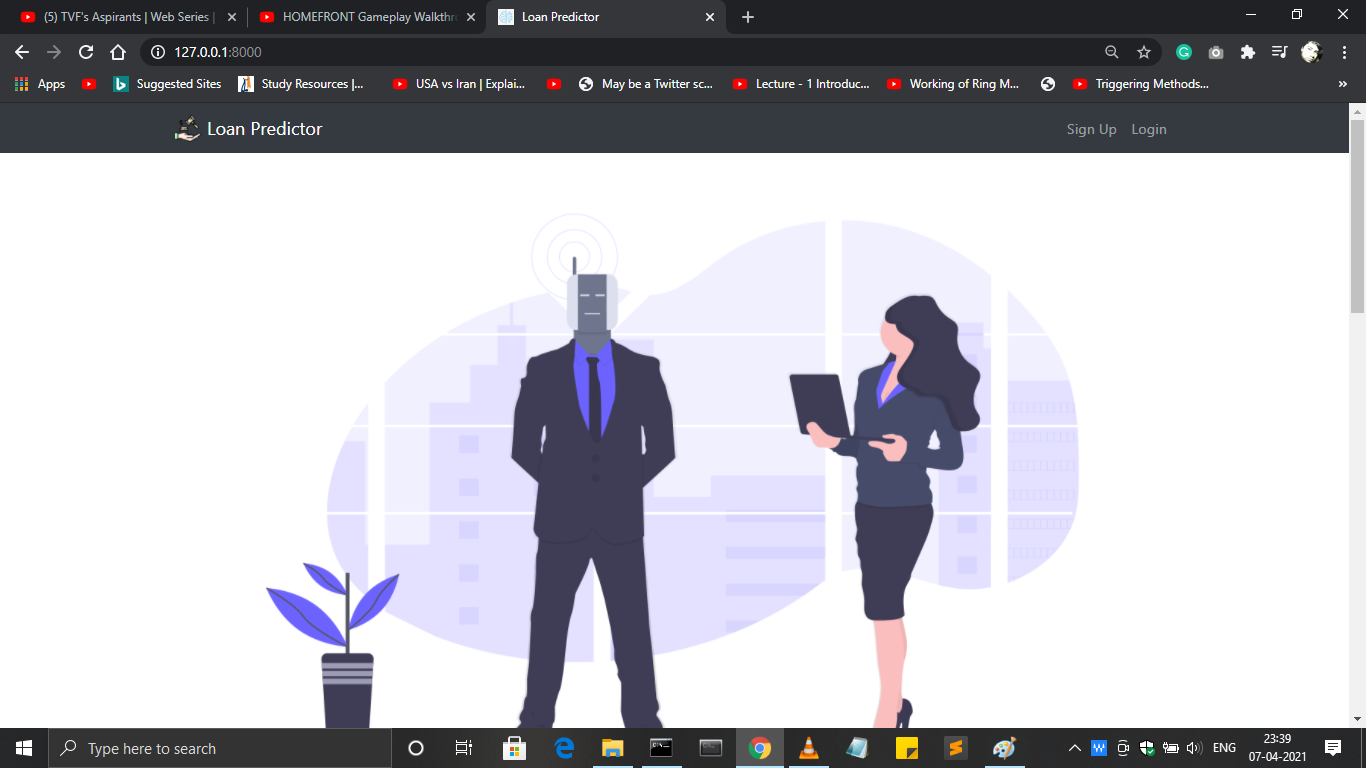 (5) TVF's Aspirants | Web Series |
HOMEFRONT Gameplay Walkthro
Loan Predictor
127.0.0.1:8000
Apps
Suggested Sites
Study Resources |...
USA vs Iran | Explai...
May be a Twitter sc...
Lecture - 1 Introduc...
Working of Ring M...
Triggering Methods...
»
Loan Predictor
Sign Up
Login
Type here to search
ENG
23:39
07-04-2021